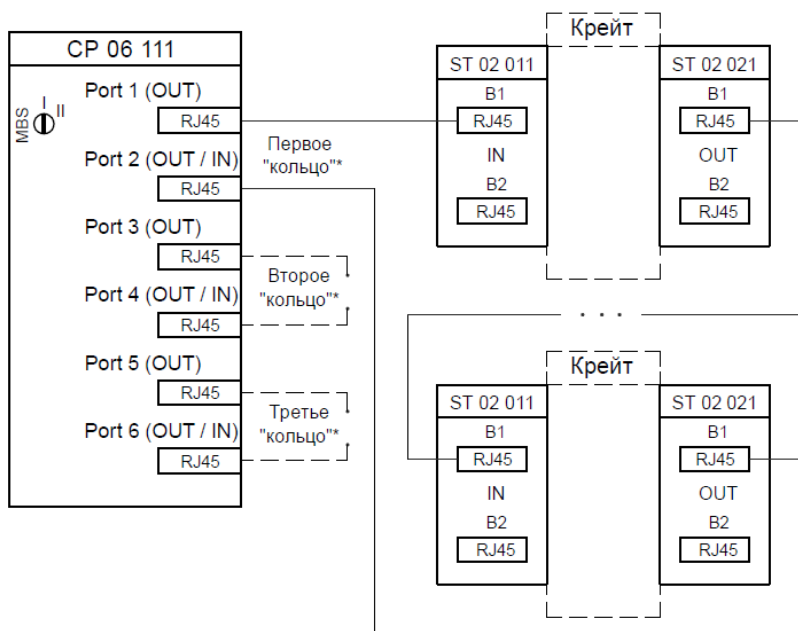 CP 06 111
MBS
I
II
Port 1 (OUT)
RJ45
Port 2 (OUT / IN)
RJ45
Port 3 (OUT)
RJ45
Port 4 (OUT / IN)
RJ45
Port 5 (OUT)
RJ45
Port 6 (OUT / IN)
RJ45
Первое
"кольцо"*
Второе
"кольцо"*
Третье
"кольцо"*
Крейт
ST 02 011
B1
RJ45
IN
B2
RJ45
ST 02 021
B1
RJ45
OUT
B2
RJ45
. . .
Крейт
ST 02 011
B1
RJ45
IN
B2
RJ45
ST 02 021
B1
RJ45
OUT
B2
RJ45